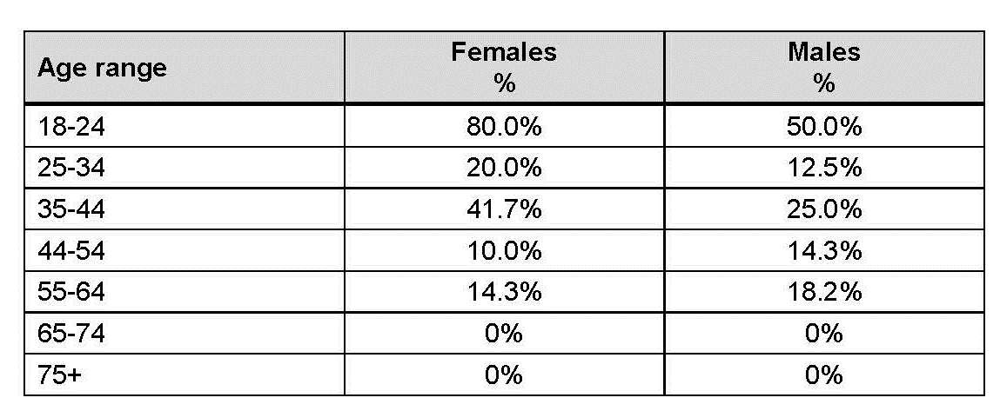 Age range Females % Males %
18-24 80.0% 50.0%
25-34 20.0% 12.5%
35-44 41.7% 25.0%
44-54 10.0% 14.3%
55-64 14.3% 18.2%
65-74 0% 0%
75+ 0% 0%